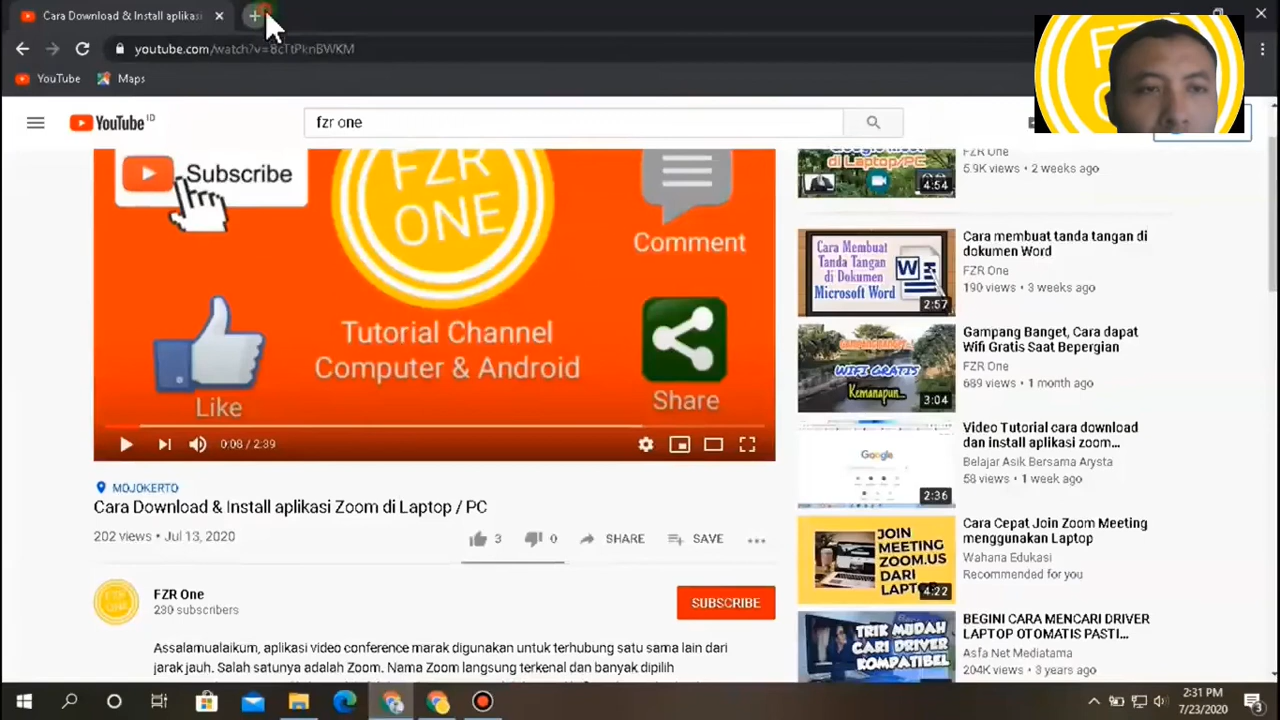 Cara Download & Install aplikasi
youtube.com/watch?v=8cTtPknBWKM
YouTube
Maps
YouTube ID
fzr one
FZR
Subscribe
FZR
ONE
Comment
Tutorial Channel
Computer & Android
Like
Share
0:08 / 2:39
MOJOKERTO
Cara Download & Install aplikasi Zoom di Laptop / PC
202 views • Jul 13, 2020
3
0
SHARE
SAVE
FZR One
230 subscribers
SUBSCRIBE
Assalamualaikum, aplikasi video conference marak digunakan untuk terhubung satu sama lain dari
jarak jauh. Salah satunya adalah Zoom. Nama Zoom langsung terkenal dan banyak dipilih
Google Meet
di Laptop/PC
4:54
FZR One
5.9K views • 2 weeks ago
Cara Membuat
Tanda Tangan
di Dokumen
Microsoft Word
W
2:57
Cara membuat tanda tangan di
dokumen Word
FZR One
190 views • 3 weeks ago
WIFI GRATIS
Kemanapun...
3:04
Gampang Banget, Cara dapat
Wifi Gratis Saat Bepergian
FZR One
689 views • 1 month ago
Google
2:36
Video Tutorial cara download
dan install aplikasi zoom...
Belajar Asik Bersama Arysta
58 views • 1 week ago
JOIN
MEETING
ZOOM.US
DARI
LAPT
4:22
Cara Cepat Join Zoom Meeting
menggunakan Laptop
Wahana Edukasi
Recommended for you
TRIK MUDAH
CARI DRIVER
KOMPATIBEL
BEGINI CARA MENCARI DRIVER
LAPTOP OTOMATIS PASTI...
Asfa Net Mediatama
204K views • 3 years ago
2:31 PM
7/23/2020
3